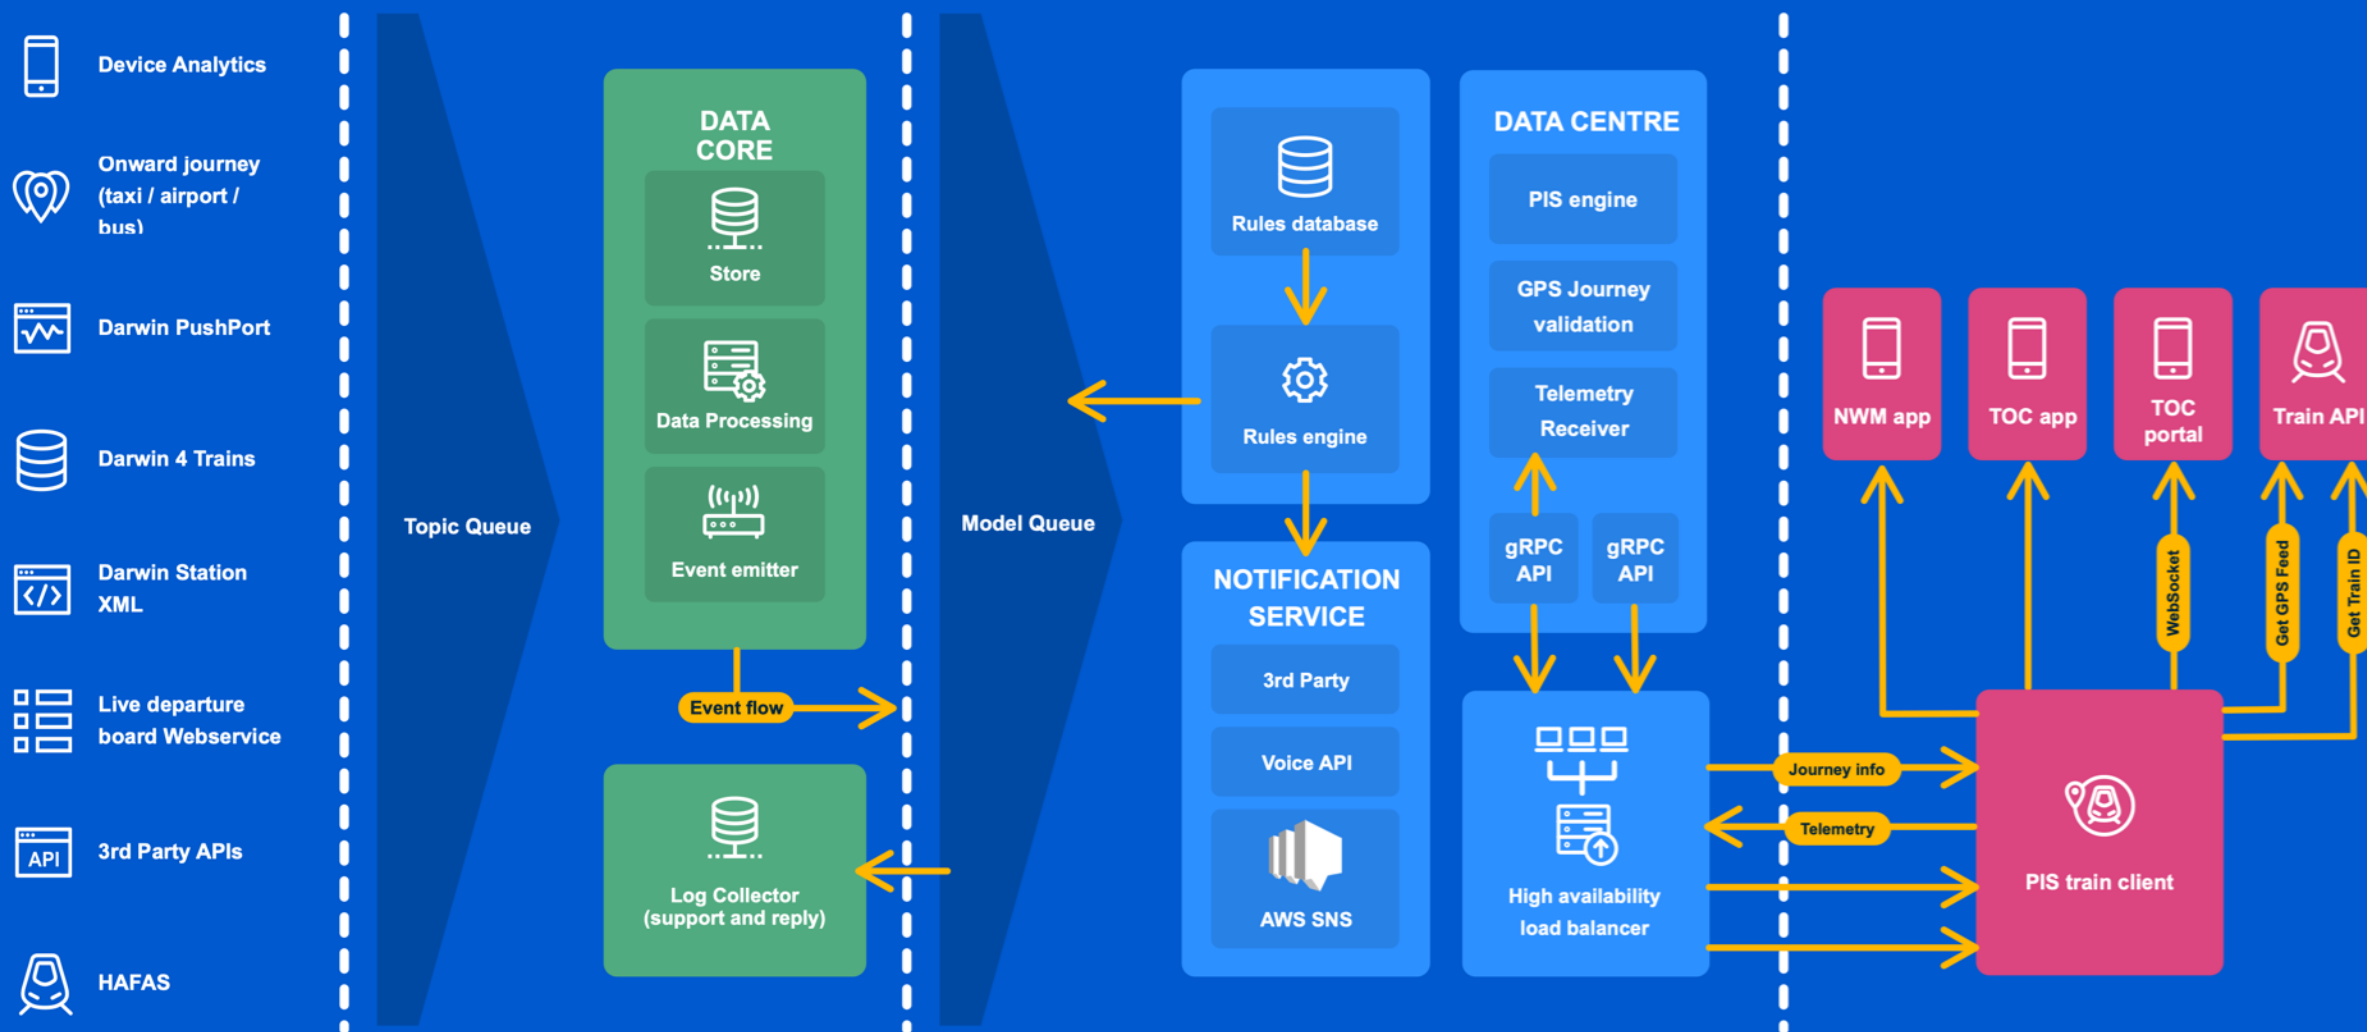 Device Analytics
Onward journey
(taxi / airport /
bus)
Darwin PushPort
Darwin 4 Trains
Darwin Station
XML
Live departure
board Webservice
API
3rd Party APIs
HAFAS
Topic Queue
DATA
CORE
Store
Data Processing
Event emitter
Event flow
Log Collector
(support and reply)
Model Queue
Rules database
Rules engine
NOTIFICATION
SERVICE
3rd Party
Voice API
AWS SNS
DATA CENTRE
PIS engine
GPS Journey
validation
Telemetry
Receiver
gRPC
API
gRPC
API
High availability
load balancer
Journey info
Telemetry
NWM app
TOC app
TOC
portal
Train API
WebSocket
Get GPS Feed
Get Train ID
PIS train client